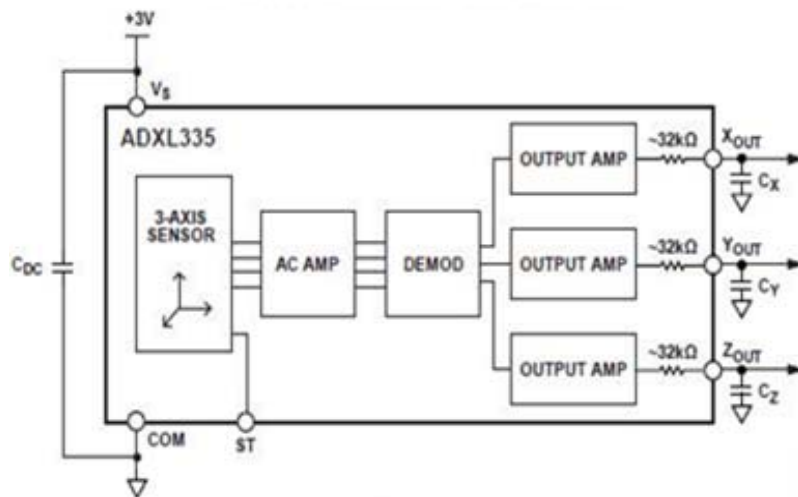 +3V
VS
ADXL335
3-AXIS
SENSOR
AC AMP
DEMOD
OUTPUT AMP
~32kΩ
XOUT
CX
OUTPUT AMP
~32kΩ
YOUT
CY
OUTPUT AMP
~32kΩ
ZOUT
CZ
CDC
COM
ST